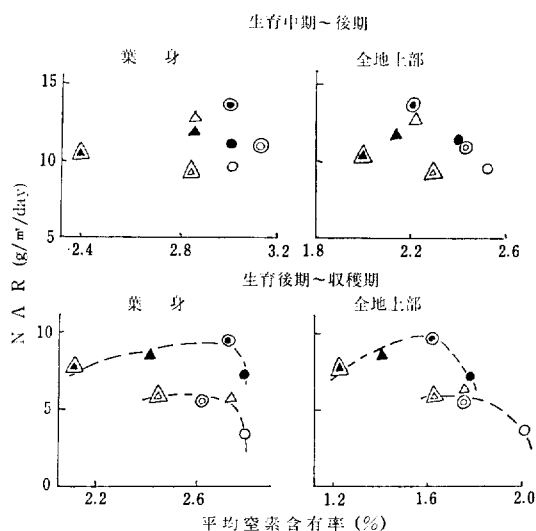 生育中期～後期
葉身 全地上部
15
10
5
2.4 2.8 3.2 1.8 2.2 2.6
生育後期～収穫期
葉身 全地上部
10
5
0
2.2 2.6 1.2 1.6 2.0
平均窒素含有率(%)
NAR(g/㎡/day)